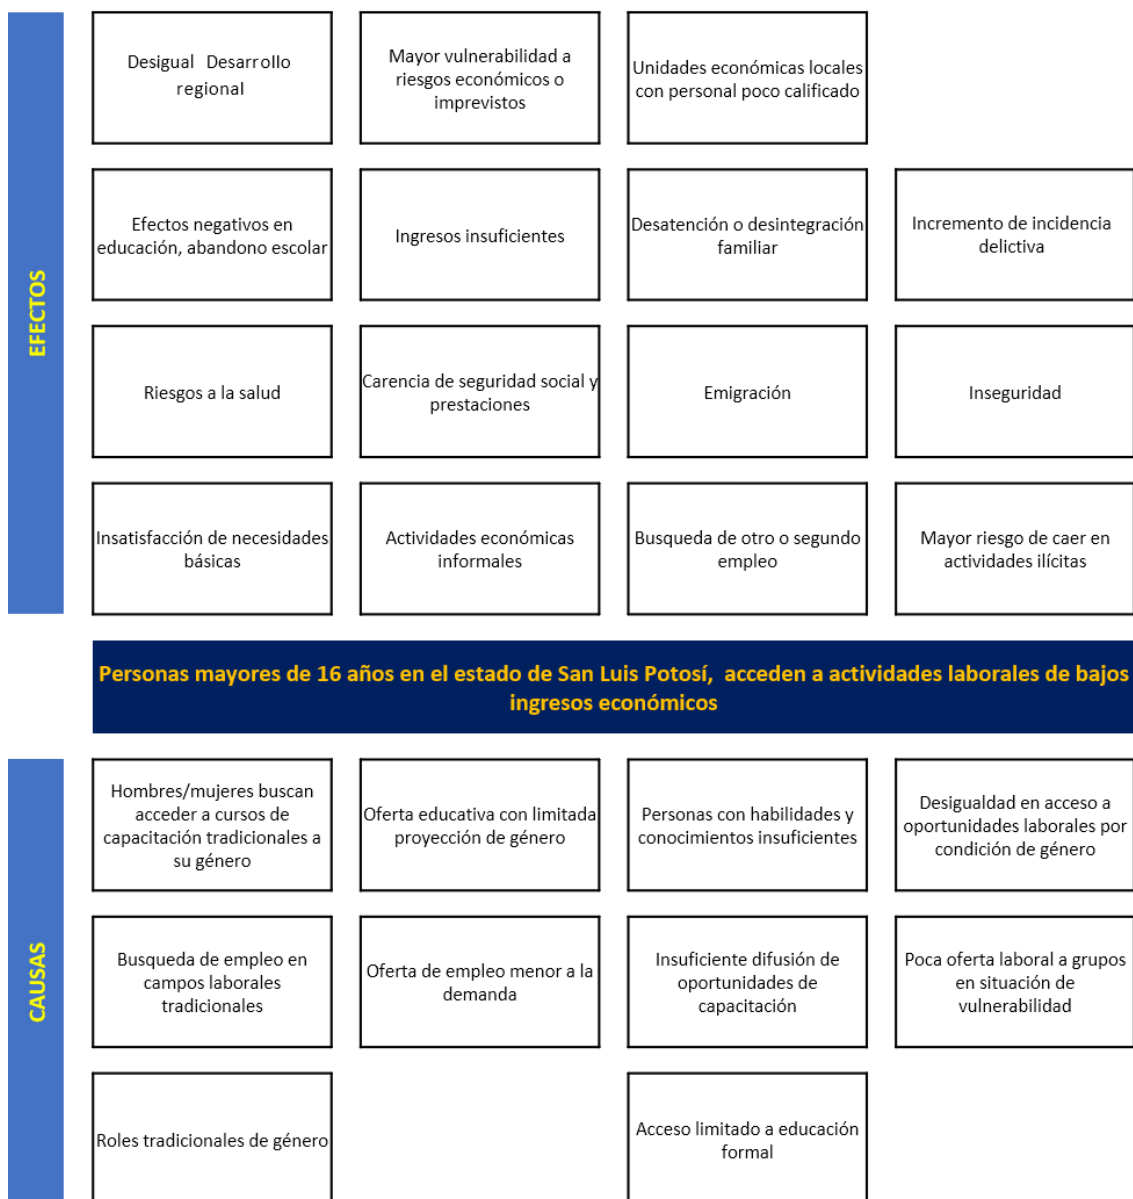 EFECTOS
Desigual Desarrollo
regional
Mayor vulnerabilidad a
riesgos económicos o
imprevistos
Unidades económicas locales
con personal poco calificado
Efectos negativos en
educación, abandono escolar
Ingresos insuficientes
Desatención o desintegración
familiar
Incremento de incidencia
delictiva
Riesgos a la salud
Carencia de seguridad social y
prestaciones
Emigración
Inseguridad
Insatisfacción de necesidades
básicas
Actividades económicas
informales
Busqueda de otro o segundo
empleo
Mayor riesgo de caer en
actividades ilícitas
Personas mayores de 16 años en el estado de San Luis Potosí, acceden a actividades laborales de bajos
ingresos económicos
CAUSAS
Hombres/mujeres buscan
acceder a cursos de
capacitación tradicionales a
su género
Oferta educativa con limitada
proyección de género
Personas con habilidades y
conocimientos insuficientes
Desigualdad en acceso a
oportunidades laborales por
condición de género
Busqueda de empleo en
campos laborales
tradicionales
Oferta de empleo menor a la
demanda
Insuficiente difusión de
oportunidades de
capacitación
Poca oferta laboral a grupos
en situación de
vulnerabilidad
Roles tradicionales de género
Acceso limitado a educación
formal